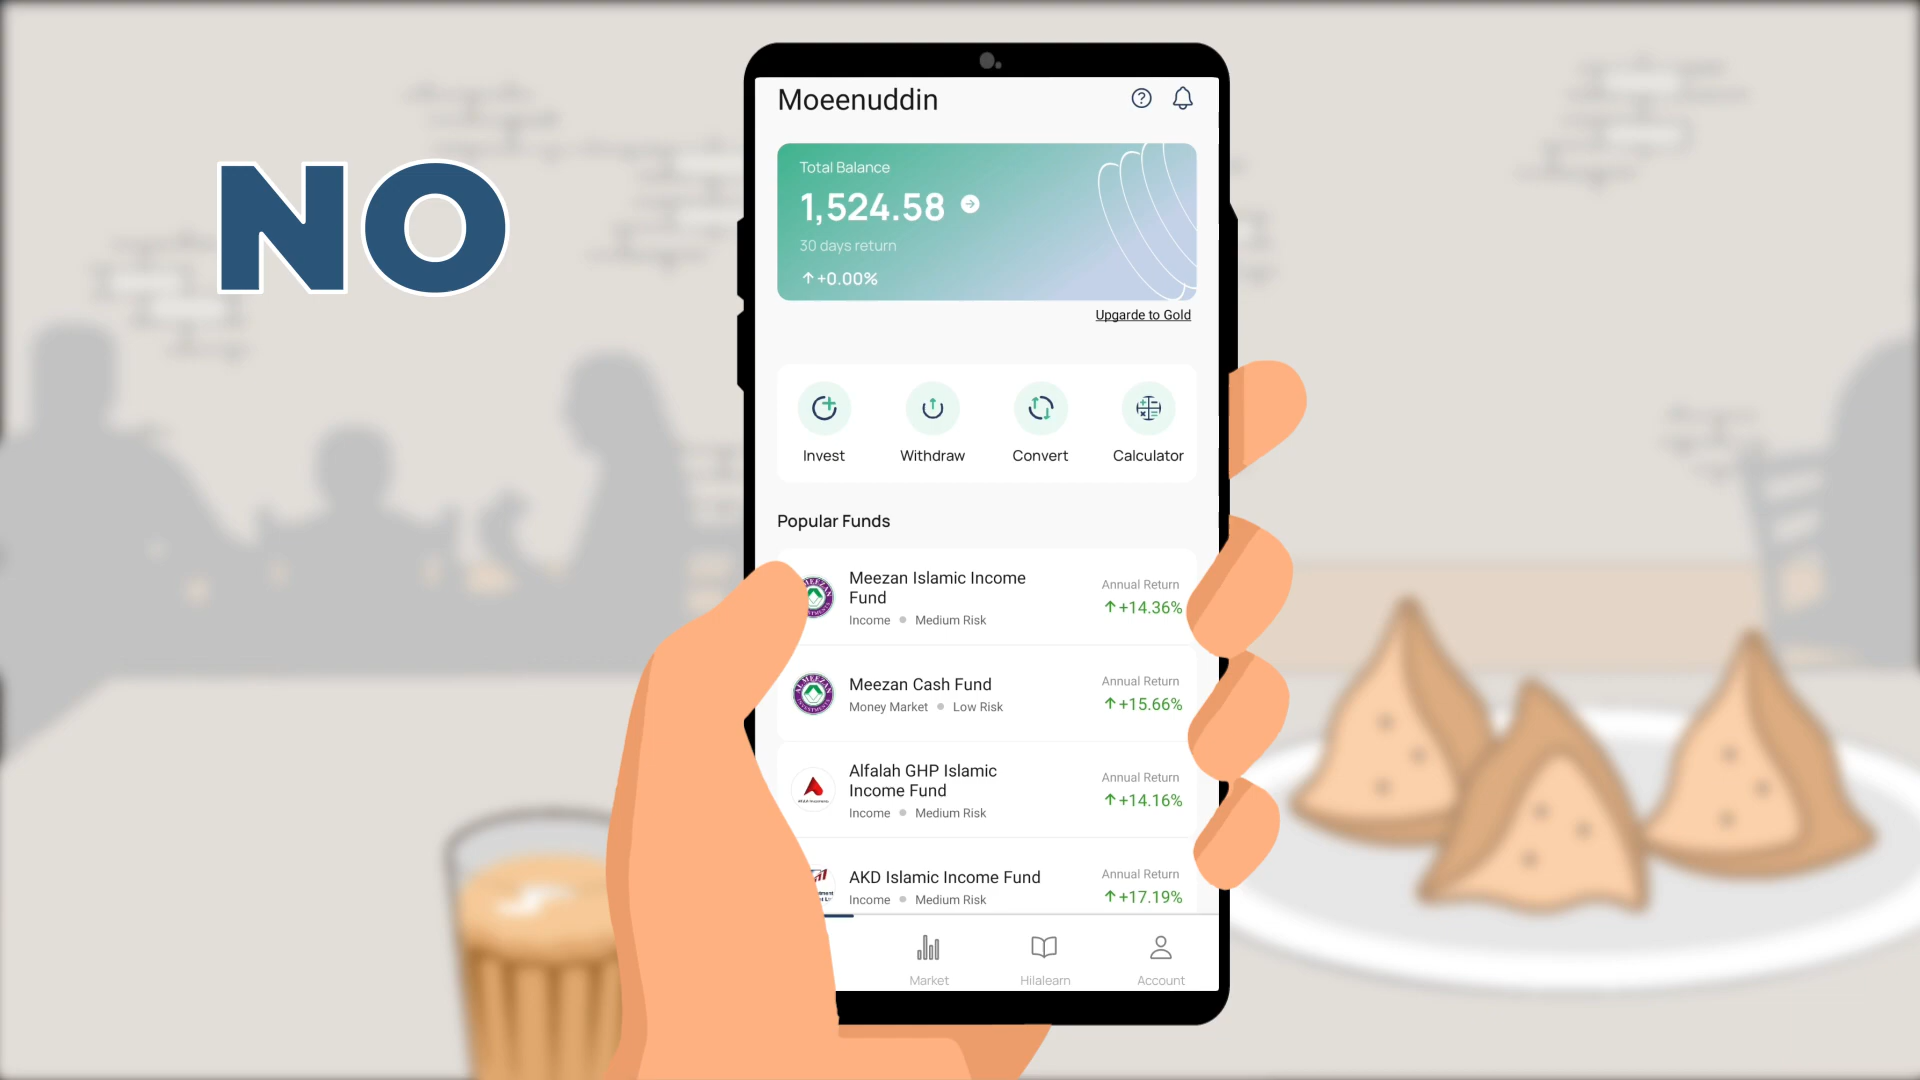 NO
Moeenuddin
Total Balance
1,524.58
30 days return
+0.00%
Upgarde to Gold
Invest
Withdraw
Convert
Calculator
Popular Funds
Meezan Islamic Income
Fund
Income
Medium Risk
Annual Return
+14.36%
Meezan Cash Fund
Money Market
Low Risk
Annual Return
+15.66%
Alfalah GHP Islamic
Income Fund
Income
Medium Risk
Annual Return
+14.16%
AKD Islamic Income Fund
Income
Medium Risk
Annual Return
+17.19%
Market
Hilalearn
Account